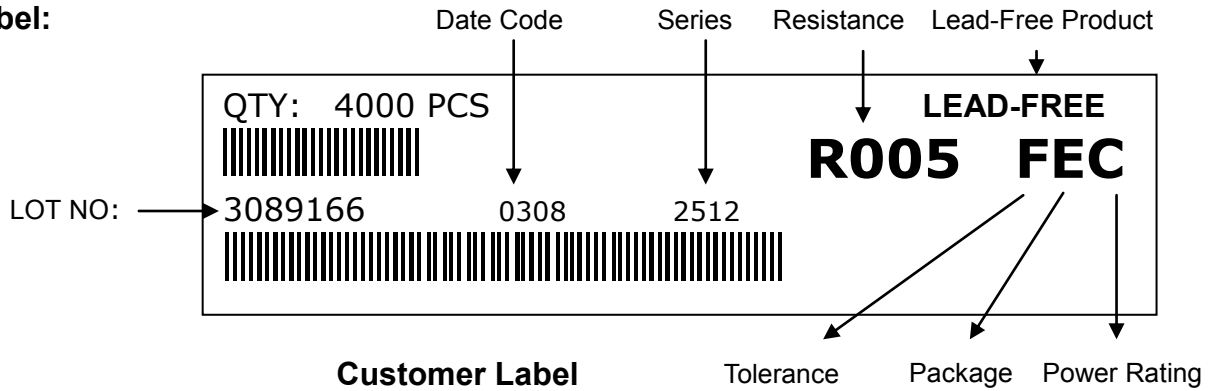 Date Code Series Resistance Lead-Free Product
QTY: 4000 PCS LEAD-FREE
R005 FEC
LOT NO: 3089166 0308 2512
Customer Label Tolerance Package Power Rating